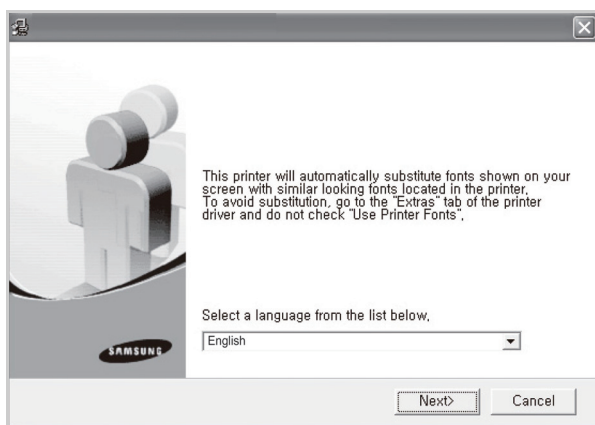 This printer will automatically substitute fonts shown on your
screen with similar looking fonts located in the printer.
To avoid substitution, go to the "Extras" tab of the printer
driver and do not check "Use Printer Fonts".
Select a language from the list below.
English
SAMSUNG
Next>
Cancel